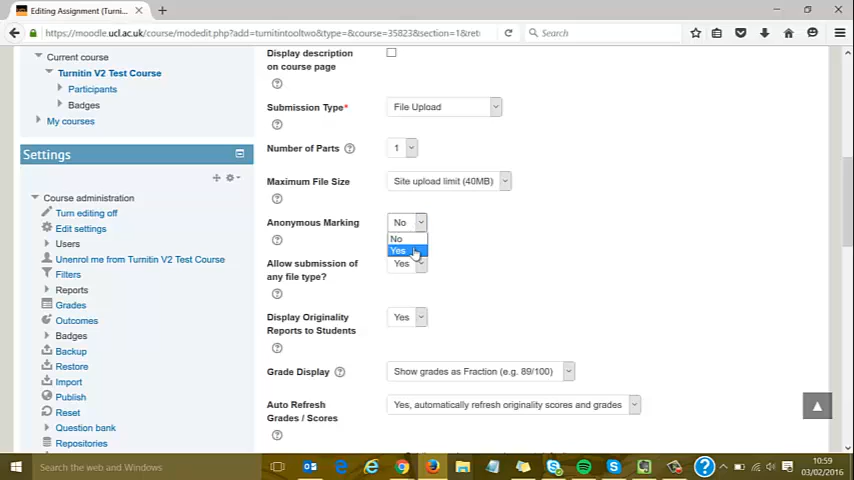 Editing Assignment (Turni...
https://moodle.ucl.ac.uk/course/modedit.php?add=turnitintooltwo&type=&course=35823&section=1&ret
Search
Current course
Turnitin V2 Test Course
Participants
Badges
My courses
Settings
Course administration
Turn editing off
Edit settings
Users
Unenrol me from Turnitin V2 Test Course
Filters
Reports
Grades
Outcomes
Badges
Backup
Restore
Import
Publish
Reset
Question bank
Repositories
Display description
on course page
Submission Type*
File Upload
Number of Parts
1
Maximum File Size
Site upload limit (40MB)
Anonymous Marking
No
No
Yes
Allow submission of
any file type?
Yes
Display Originality
Reports to Students
Yes
Grade Display
Show grades as Fraction (e.g. 89/100)
Auto Refresh
Grades / Scores
Yes, automatically refresh originality scores and grades
Search the web and Windows
10:59
03/02/2016